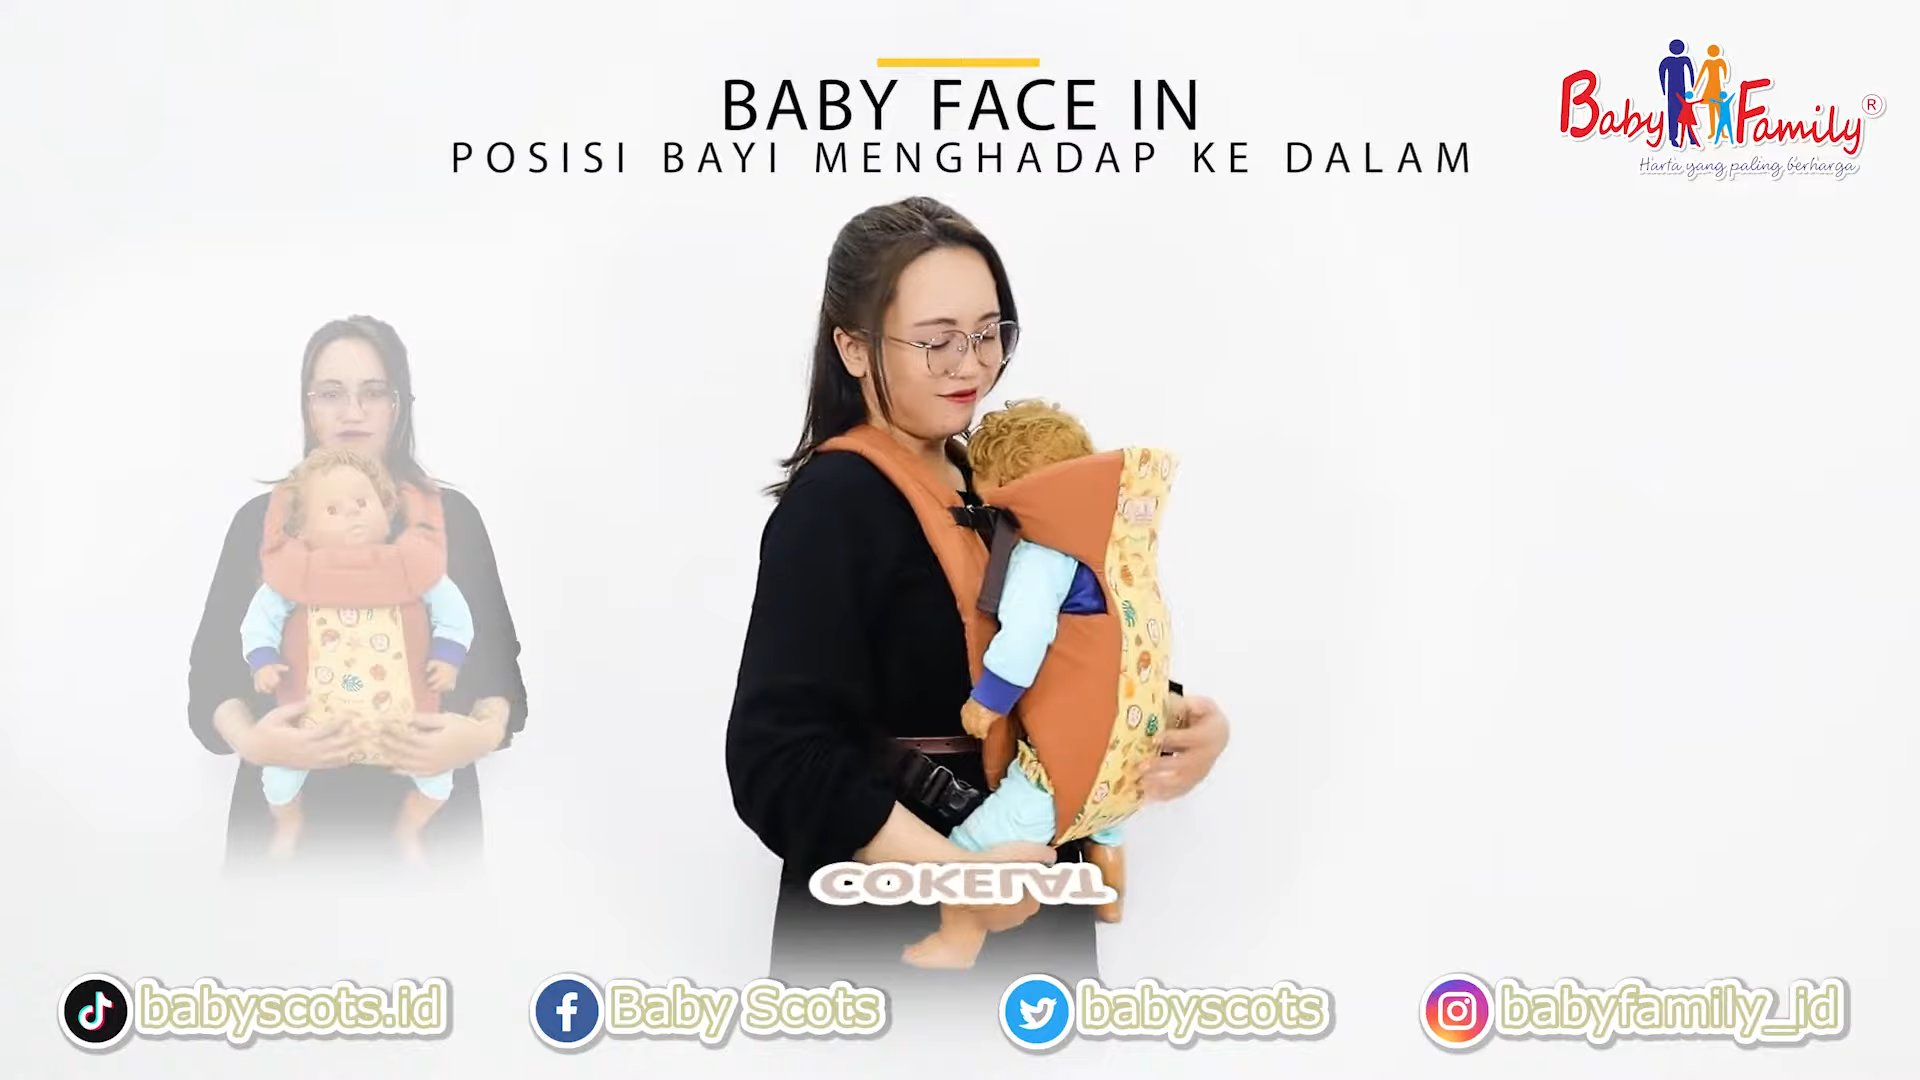 BABY FACE IN
POSISI BAYI MENGHADAP KE DALAM
Baby Family®
Harta yang paling berharga
COKELAT
babyscots.id
Baby Scots
babyscots
babyfamily_id